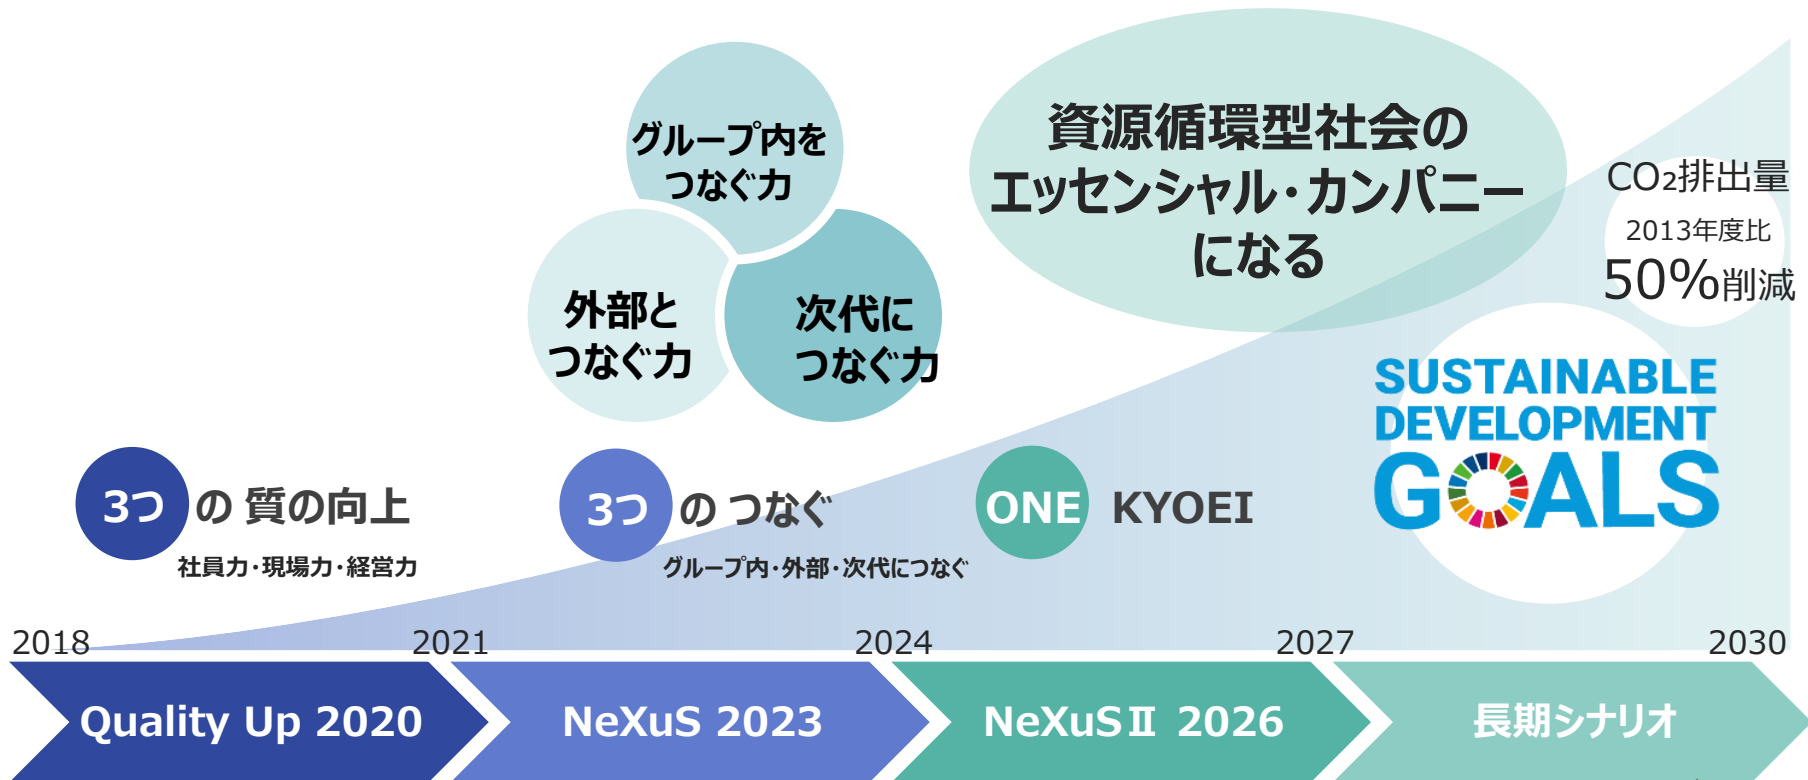 グループ内を
つなぐ力
外部と
つなぐ力
次代に
つなぐ力
資源循環型社会の
エッセンシャル・カンパニー
になる
CO₂排出量
2013年度比
50%削減
SUSTAINABLE
DEVELOPMENT
GOALS
3つ の 質の向上
社員力・現場力・経営力
3つ の つなぐ
グループ内・外部・次代につなぐ
ONE KYOEI
2018 2021 2024 2027 2030
Quality Up 2020 NeXuS 2023 NeXuSⅡ 2026 長期シナリオ